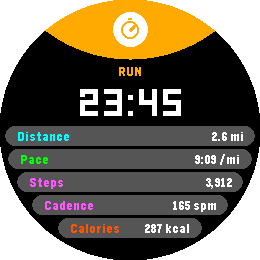 RUN
23:45
Distance 2.6 mi
Pace 9:09 /mi
Steps 3,912
Cadence 165 spm
Calories 287 kcal